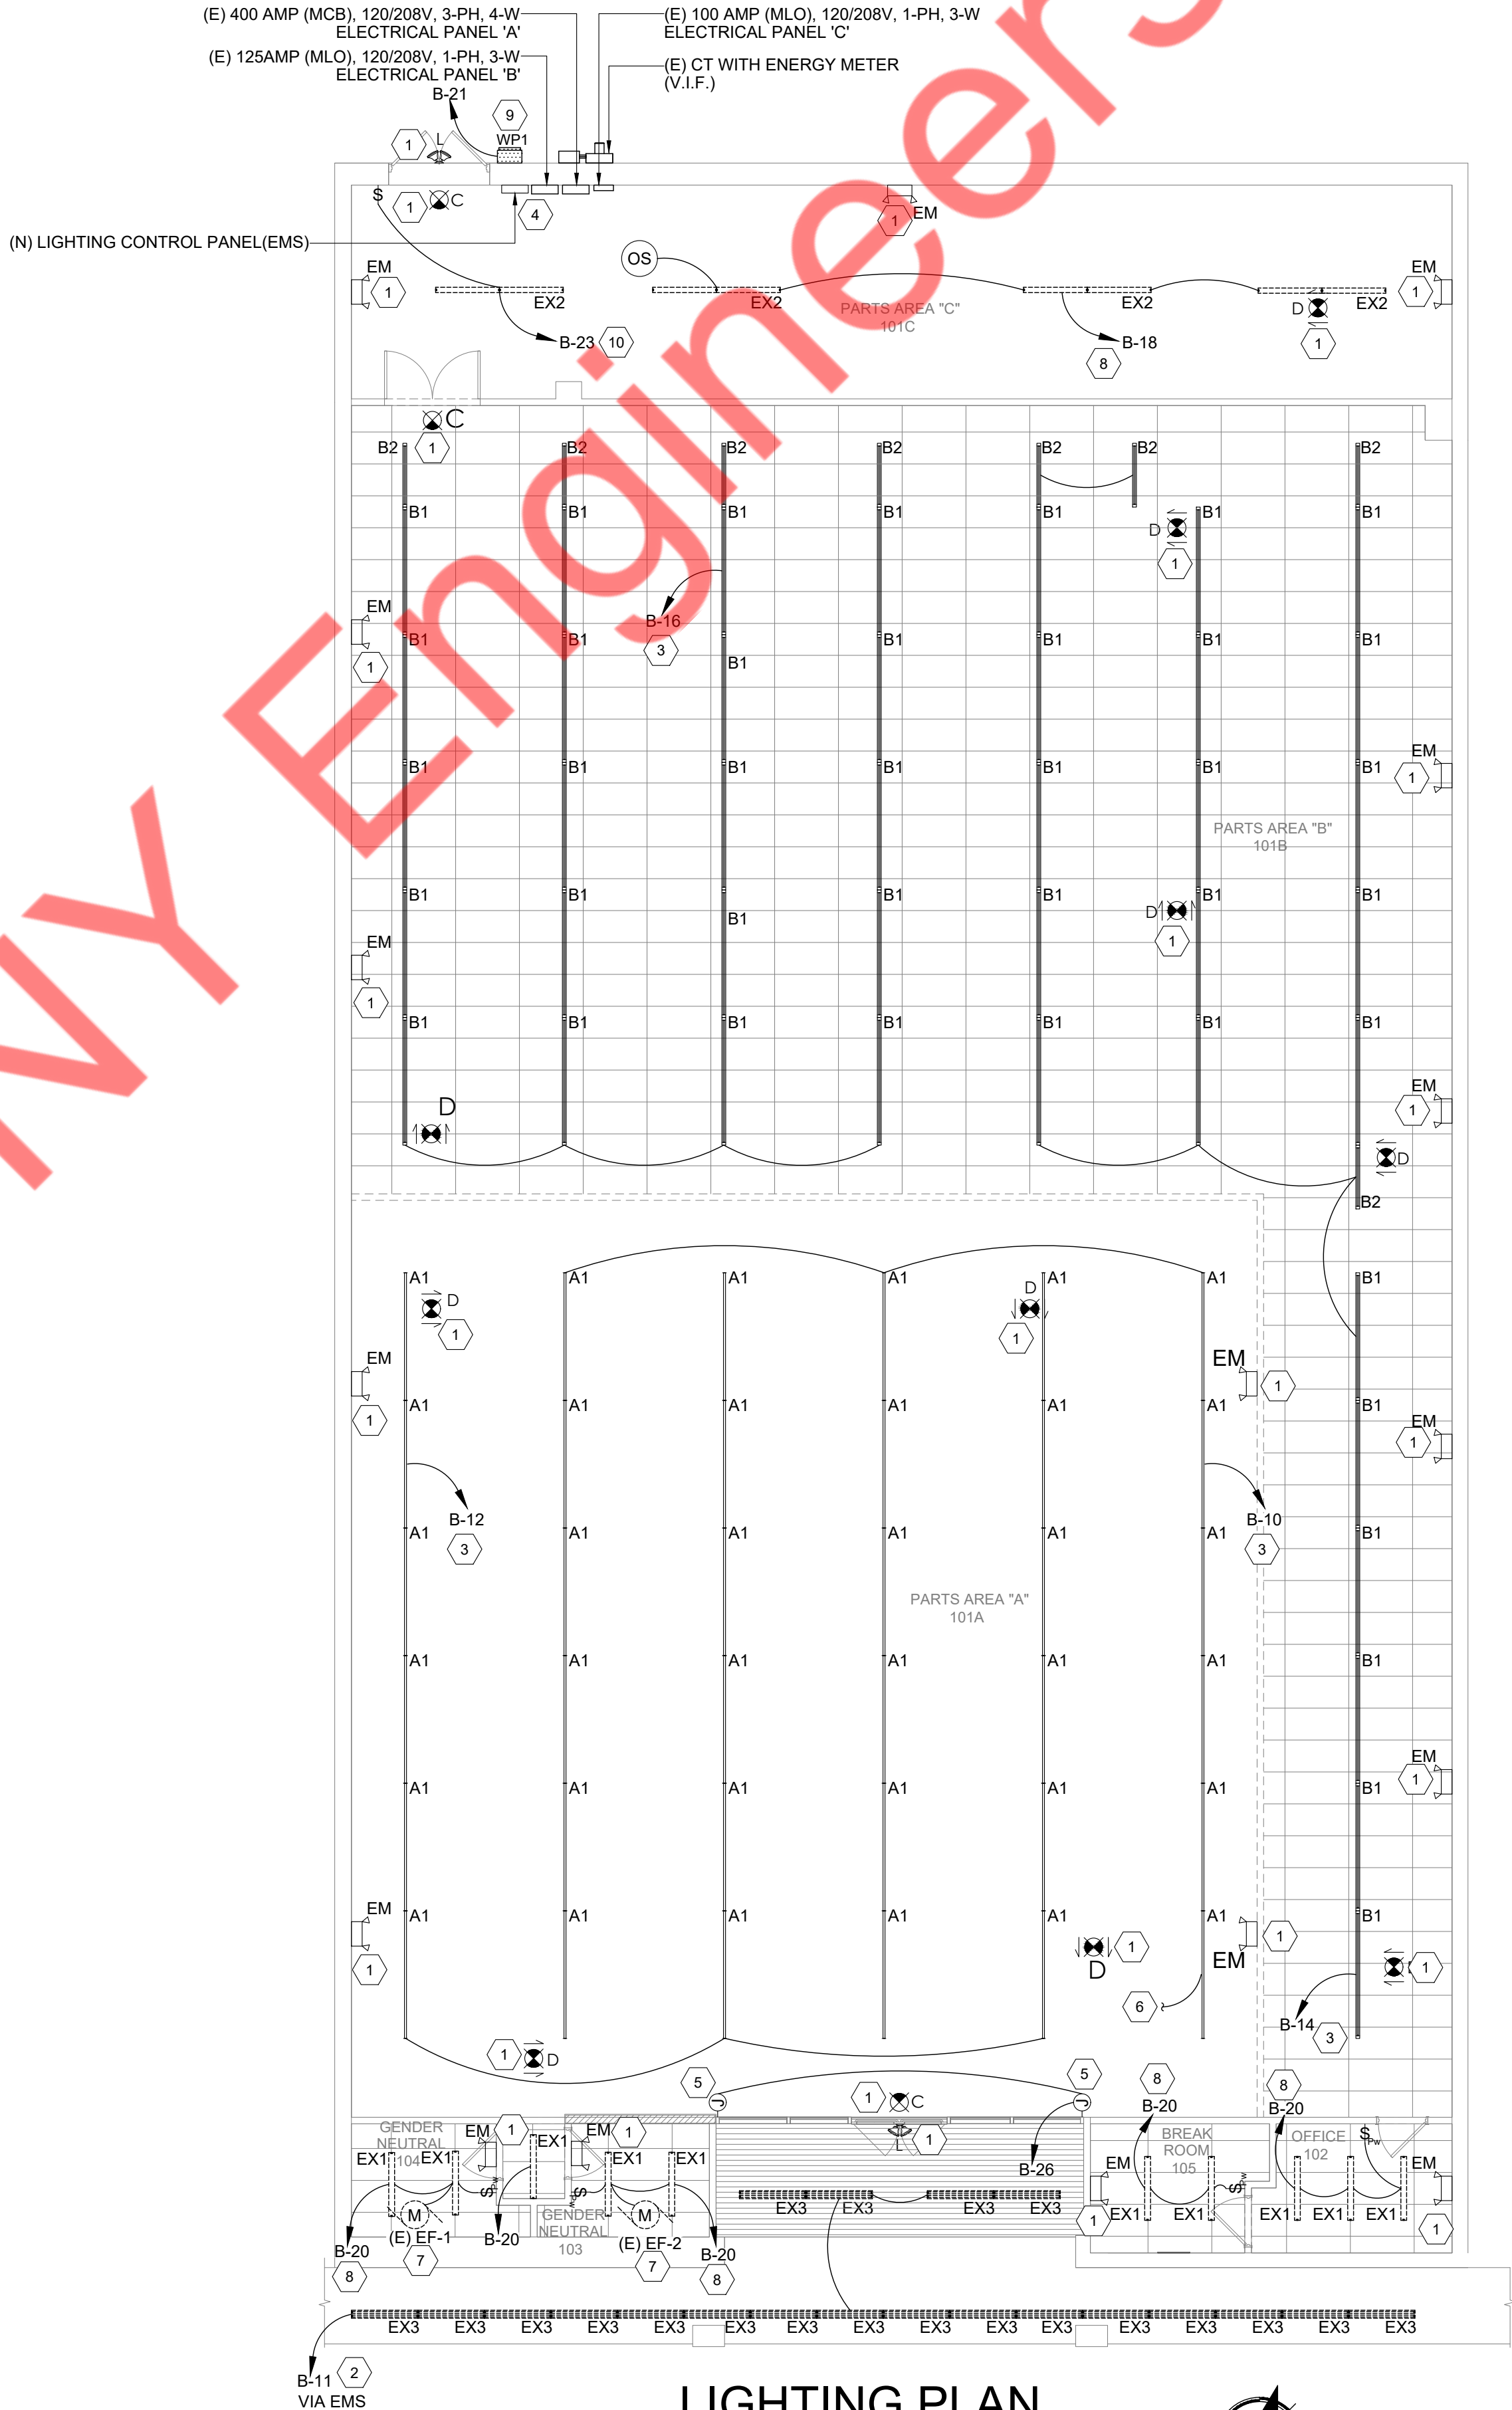 (E) 400 AMP (MCB), 120/208V, 3-PH, 4-W
ELECTRICAL PANEL 'A'
(E) 100 AMP (MLO), 120/208V, 1-PH, 3-W
ELECTRICAL PANEL 'C'
(E) 125AMP (MLO), 120/208V, 1-PH, 3-W
ELECTRICAL PANEL 'B'
(E) CT WITH ENERGY METER
(V.I.F.)
B-21
9
1 L WP1
$ 1 C 4 1 EM
(N) LIGHTING CONTROL PANEL(EMS)
OS
EM 1 EM 1
EX2 EX2 EX2 D EX2
PARTS AREA "C"
101C
B-23 10 B-18 1
8
C
1
B2 B2 B2 B2 B2 B2 B2
B1 B1 B1 B1 B1 B1 B1
D
1
EM
B-16
B1 B1 B1 B1 B1 B1
3
B1
1
EM
B1 B1 B1 B1 B1 B1 B1
1
PARTS AREA "B"
101B
B1 B1 B1 B1 B1 B1
B1
D
1
EM
1
B1 B1 B1 B1 B1 B1 B1
EM
D 1
D
B2
A1 A1 A1 A1 A1 A1 B1
D D
1 1
EM EM
1
A1 A1 A1 A1 A1 A1 B1
1 EM
1
B-12 B-10
A1 A1 A1 A1 A1 A1 B1
3 3
PARTS AREA "A"
101A
A1 A1 A1 A1 A1 A1 B1
EM
1
A1 A1 A1 A1 A1 A1 B1
EM
A1 A1 A1 A1 A1 A1 B1
1
1 1 EM 1
D
6
B-14 3
1 D
5 5 8 8
1 C B-20 B-20
J J
GENDER
NEUTRAL
104
EM 1 EM 1
EX1 EX1 EX1 EX1 EX1
L 1
BREAK
ROOM
105
OFFICE
102
$PW
B-26
EM EM
$PW $PW $PW
EX1 EX1 EX1 EX1 EX1
EX3 EX3 EX3 EX3
1 1
M M
(E) EF-1 B-20
GENDER
NEUTRAL
103
(E) EF-2
B-20 7 7 B-20
8 8
EX3 EX3 EX3 EX3 EX3 EX3 EX3 EX3 EX3 EX3 EX3 EX3 EX3 EX3 EX3 EX3
B-11 2
VIA EMS
LIGHTING PLAN
NY Engineers